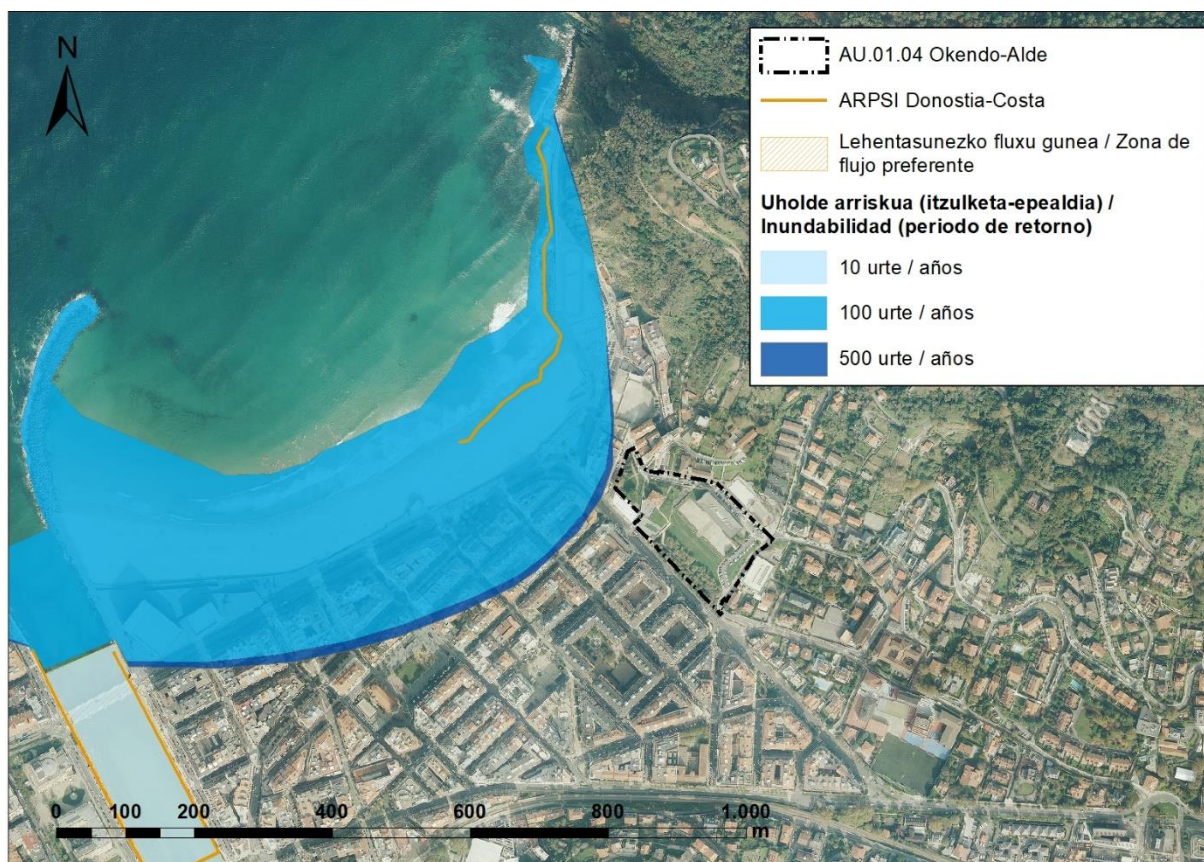 N
AU.01.04 Okendo-Alde
ARPSI Donostia-Costa
Lehentasunezko fluxu gunea / Zona de
flujo preferente
Uholde arriskua (itzulketa-epealdia) /
Inundabilidad (periodo de retorno)
10 urte / años
100 urte / años
500 urte / años
0 100 200 400 600 800 1.000
m